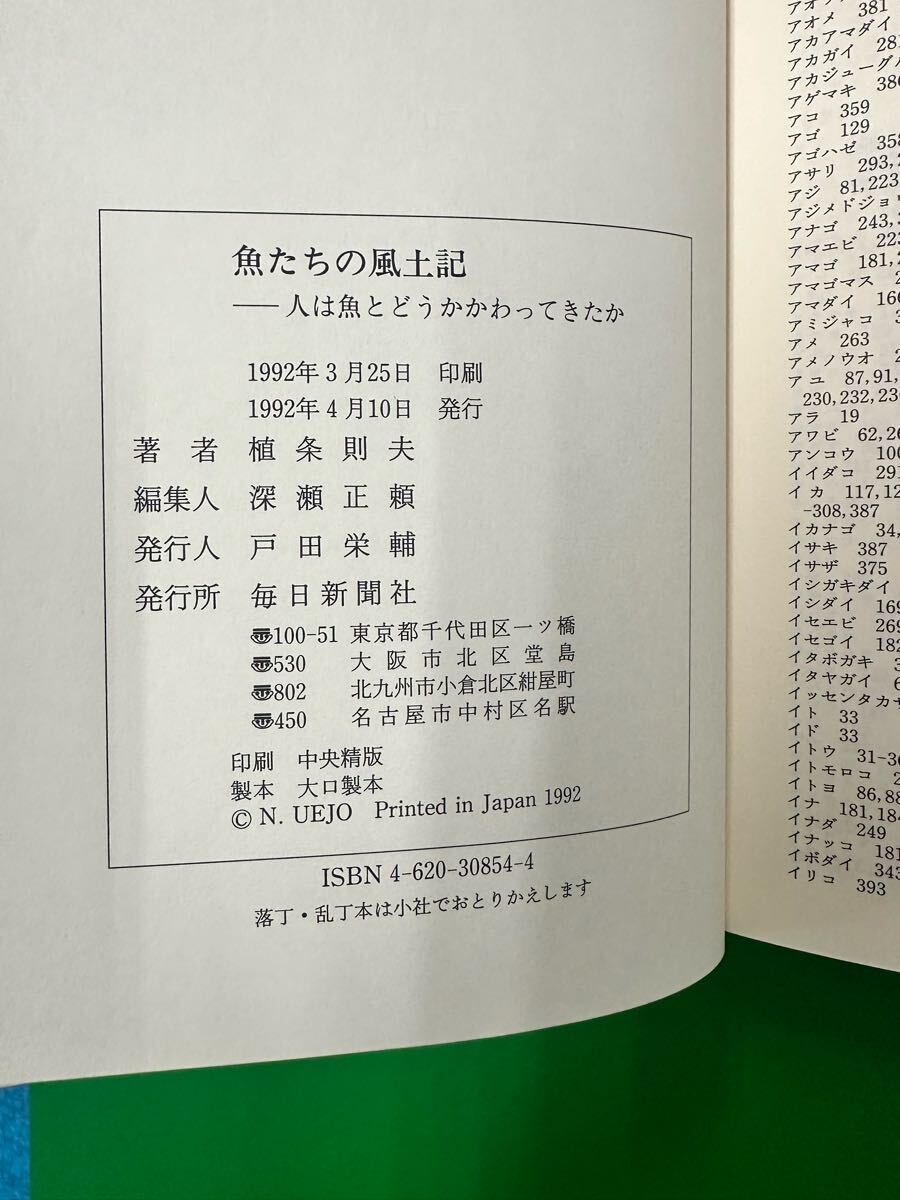 魚たちの風土記
――人は魚とどうかかわってきたか
1992年3月25日 印刷
1992年4月10日 発行
著者 植条則夫
編集人 深瀬正頼
発行人 戸田栄輔
発行所 毎日新聞社
〠100-51 東京都千代田区一ツ橋
〠530 大阪市北区堂島
〠802 北九州市小倉北区紺屋町
〠450 名古屋市中村区名駅
印刷 中央精版
製本 大口製本
© N. UEJO Printed in Japan 1992
ISBN 4-620-30854-4
落丁・乱丁本は小社でおとりかえします
アオメ 381
アカアマダイ
アカガイ 281
アカジューグ
アゲマキ 386
アコ 359
アゴ 129
アゴハゼ 358
アサリ 293,
アジ 81,223
アジメドジョウ
アナゴ 243,
アマエビ 223
アマゴ 181,
アマゴマス
アマダイ 166
アミジャコ
アメ 263
アメノウオ
アユ 87,91,
230,232,
アラ 19
アワビ 62,
アンコウ 100
イイダコ 291
イカ 117,
-308,387
イカナゴ 34,
イサキ 387
イサザ 375
イシガキダイ
イシダイ 169
イセエビ 269
イセゴイ 182
イタボガキ
イタヤガイ
イッセンタカ
イト 33
イド 33
イトウ 31-
イトモロコ
イトヨ 86,
イナ 181,184
イナダ 249
イナッコ 181
イボダイ 343
イリコ 393